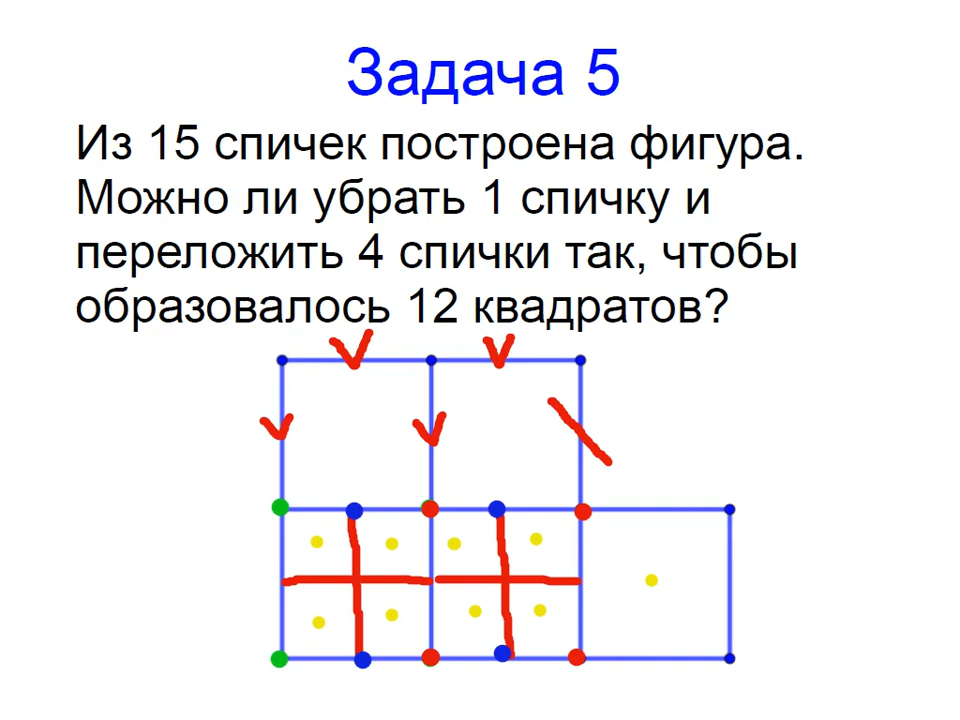 Задача 5
Из 15 спичек построена фигура.
Можно ли убрать 1 спичку и
переложить 4 спички так, чтобы
образовалось 12 квадратов?